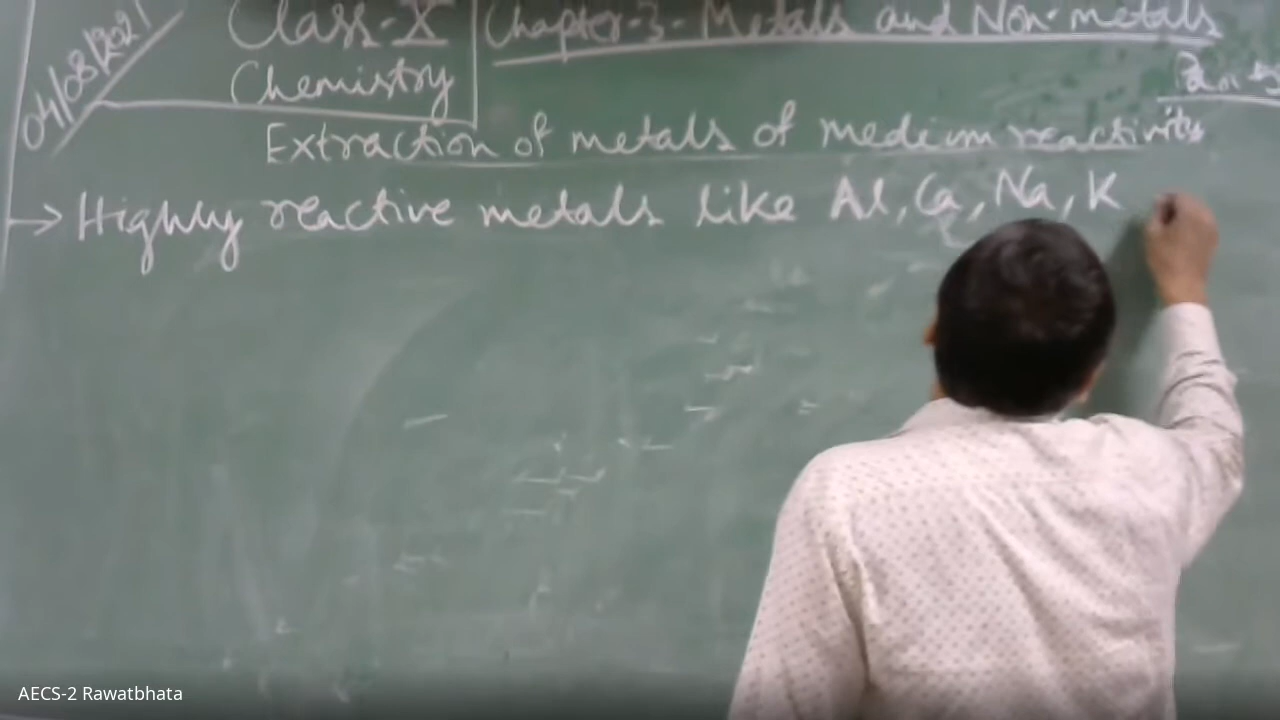 04/08/2021
Class-X
Chemistry
Chapter-3- Metals and Non-metals
Extraction of metals of medium reactivity
→ Highly reactive metals like Al, Ca, Na, K
AECS-2 Rawatbhata